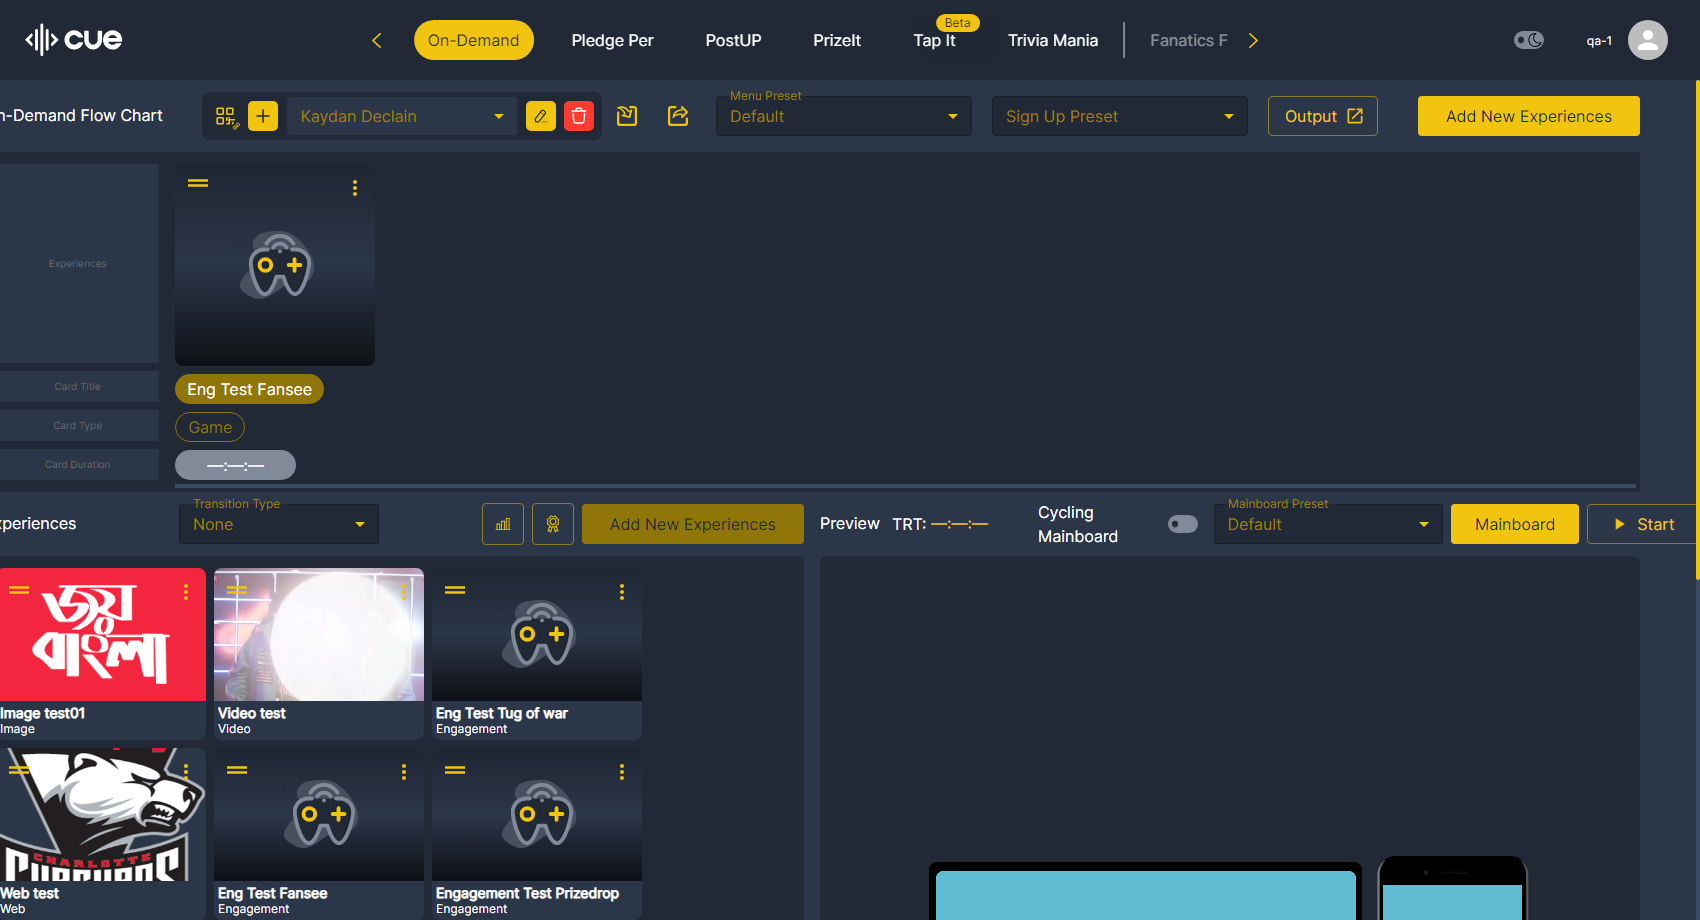 cue
On-Demand
Pledge Per
PostUP
PrizeIt
Beta
Tap It
Trivia Mania
Fanatics F
qa-1
n-Demand Flow Chart
Kaydan Declain
Menu Preset
Default
Sign Up Preset
Output
Add New Experiences
Experiences
Card Title
Eng Test Fansee
Card Type
Game
Card Duration
—:—:—
xperiences
Transition Type
None
Add New Experiences
Preview
TRT: —:—:—
Cycling
Mainboard
Mainboard Preset
Default
Mainboard
Start
জয়
বাংলা
Image test01
Image
Video test
Video
Eng Test Tug of war
Engagement
CHARLOTTE
Web test
Web
Eng Test Fansee
Engagement
Engagement Test Prizedrop
Engagement